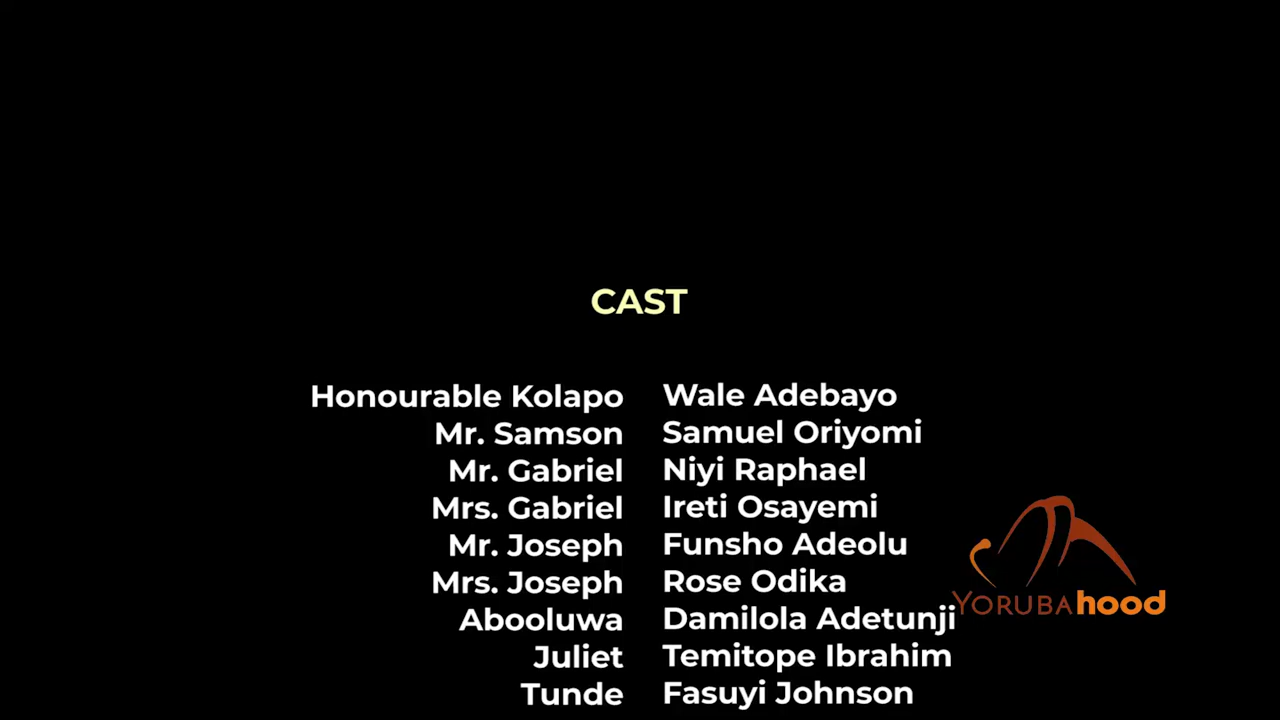 CAST
Honourable Kolapo Wale Adebayo
Mr. Samson Samuel Oriyomi
Mr. Gabriel Niyi Raphael
Mrs. Gabriel Ireti Osayemi
Mr. Joseph Funsho Adeolu
Mrs. Joseph Rose Odika
Abooluwa Damilola Adetunji
YORUBAhood
Juliet Temitope Ibrahim
Tunde Fasuyi Johnson